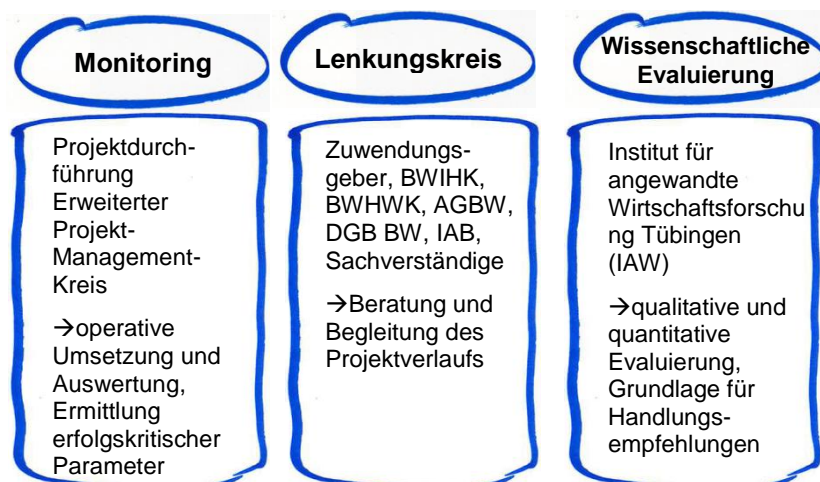 Monitoring
Projektdurch-
führung
Erweiterter
Projekt-
Management-
Kreis
→operative
Umsetzung und
Auswertung,
Ermittlung
erfolgskritischer
Parameter
Lenkungskreis
Zuwendungs-
geber, BWIHK,
BWHWK, AGBW,
DGB BW, IAB,
Sachverständige
→Beratung und
Begleitung des
Projektverlaufs
Wissenschaftliche
Evaluierung
Institut für
angewandte
Wirtschaftsforschu
ng Tübingen
(IAW)
→qualitative und
quantitative
Evaluierung,
Grundlage für
Handlungs-
empfehlungen